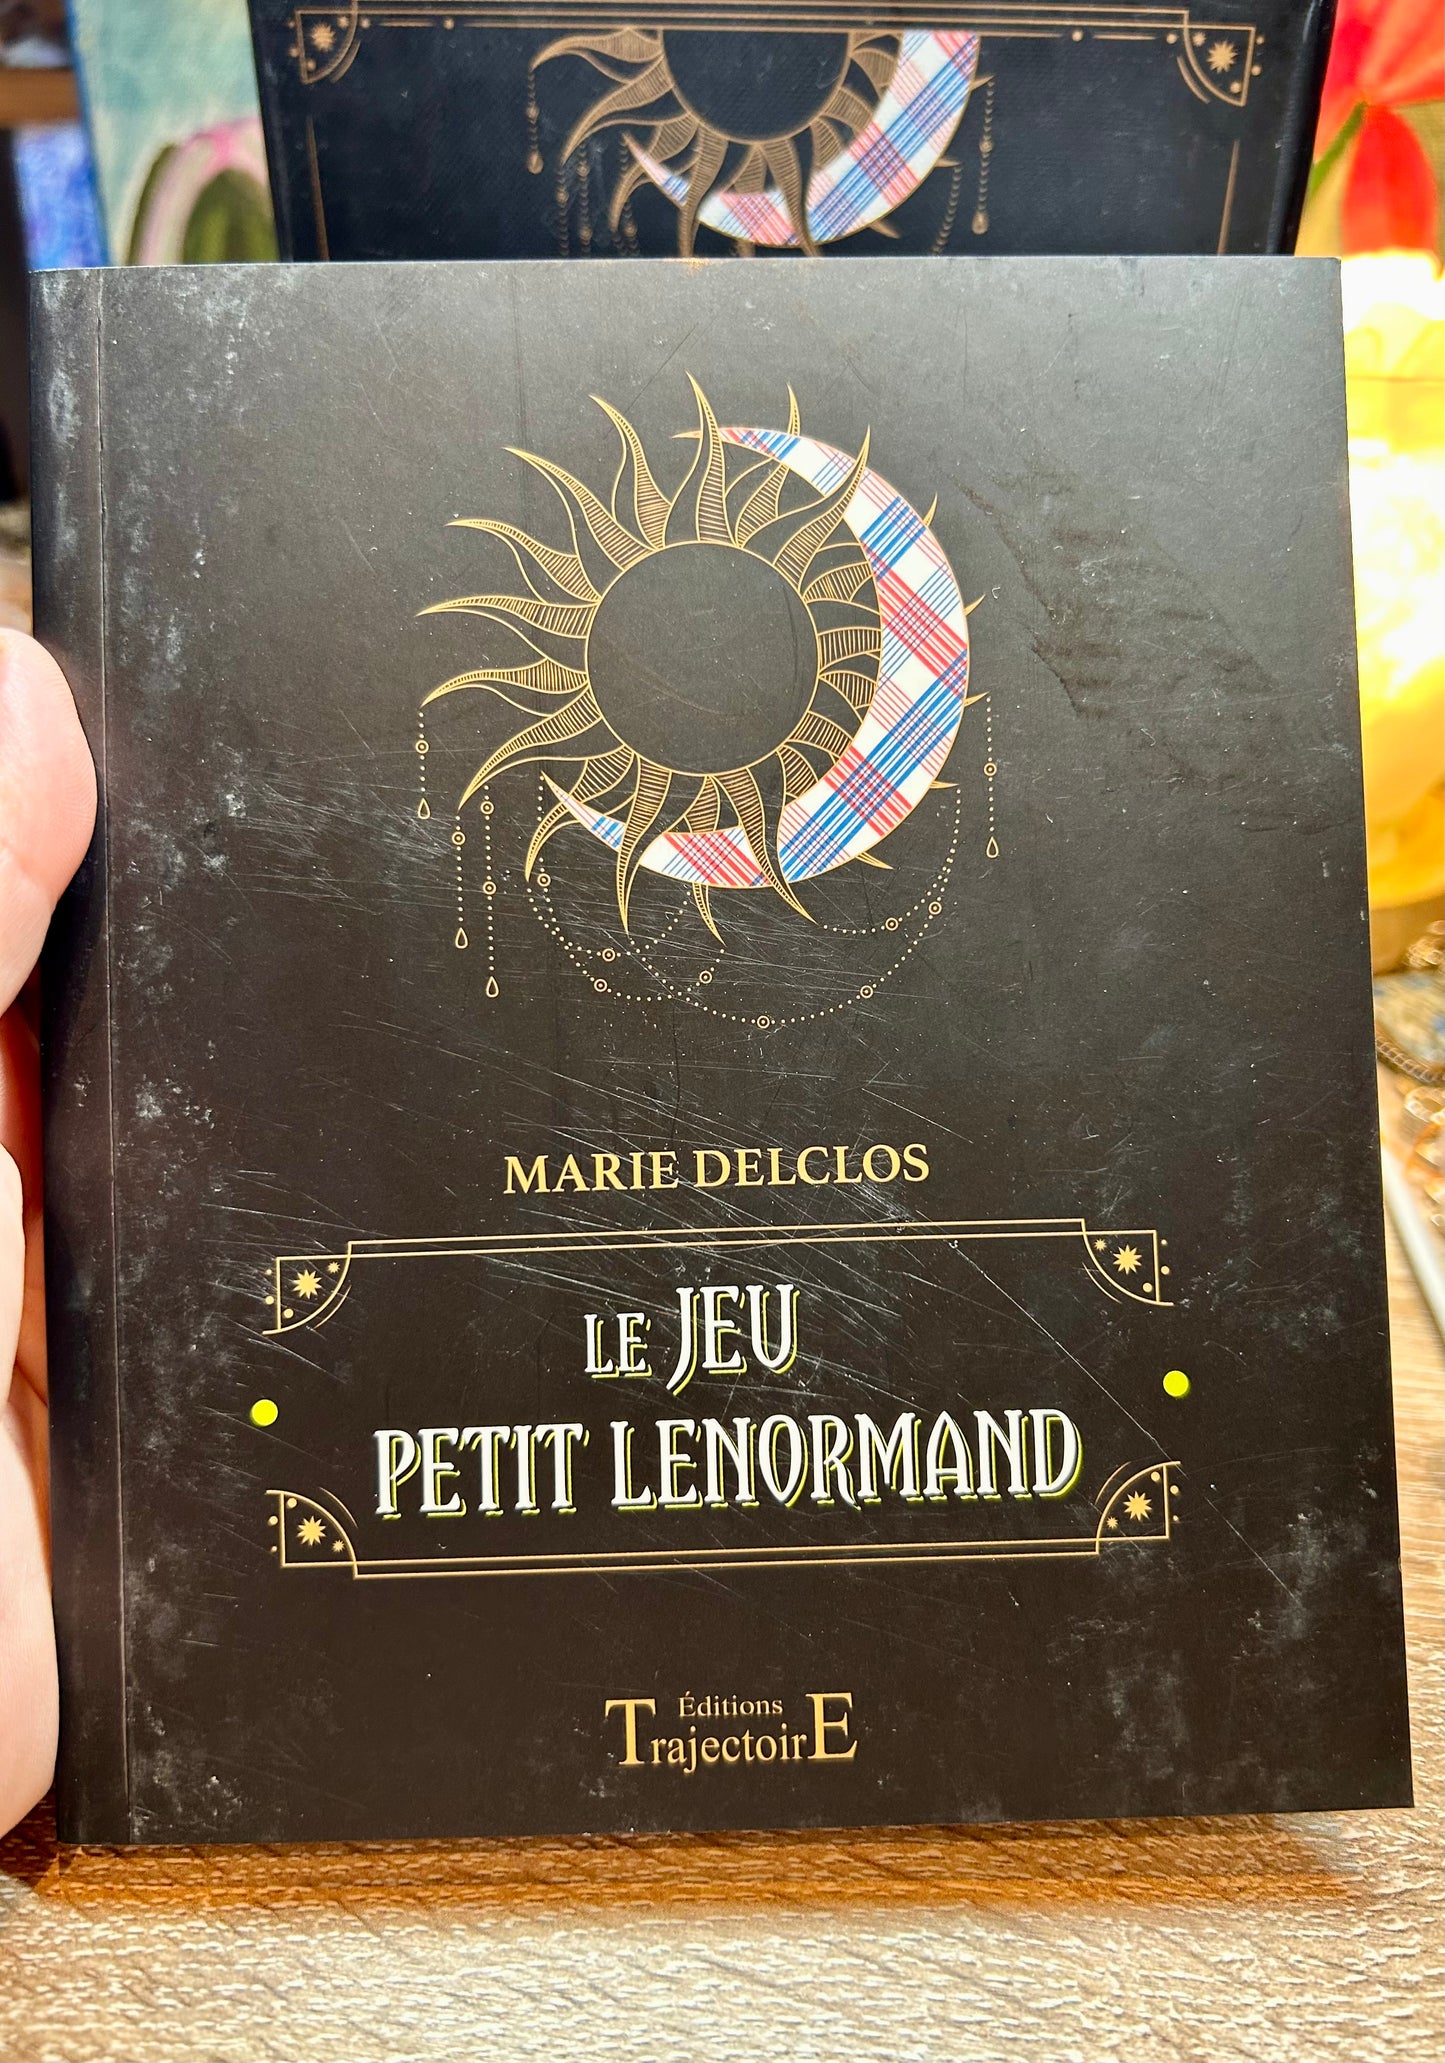 MARIE DELCLOS
LE JEU
PETIT LENORMAND
Éditions
TrajectoirE